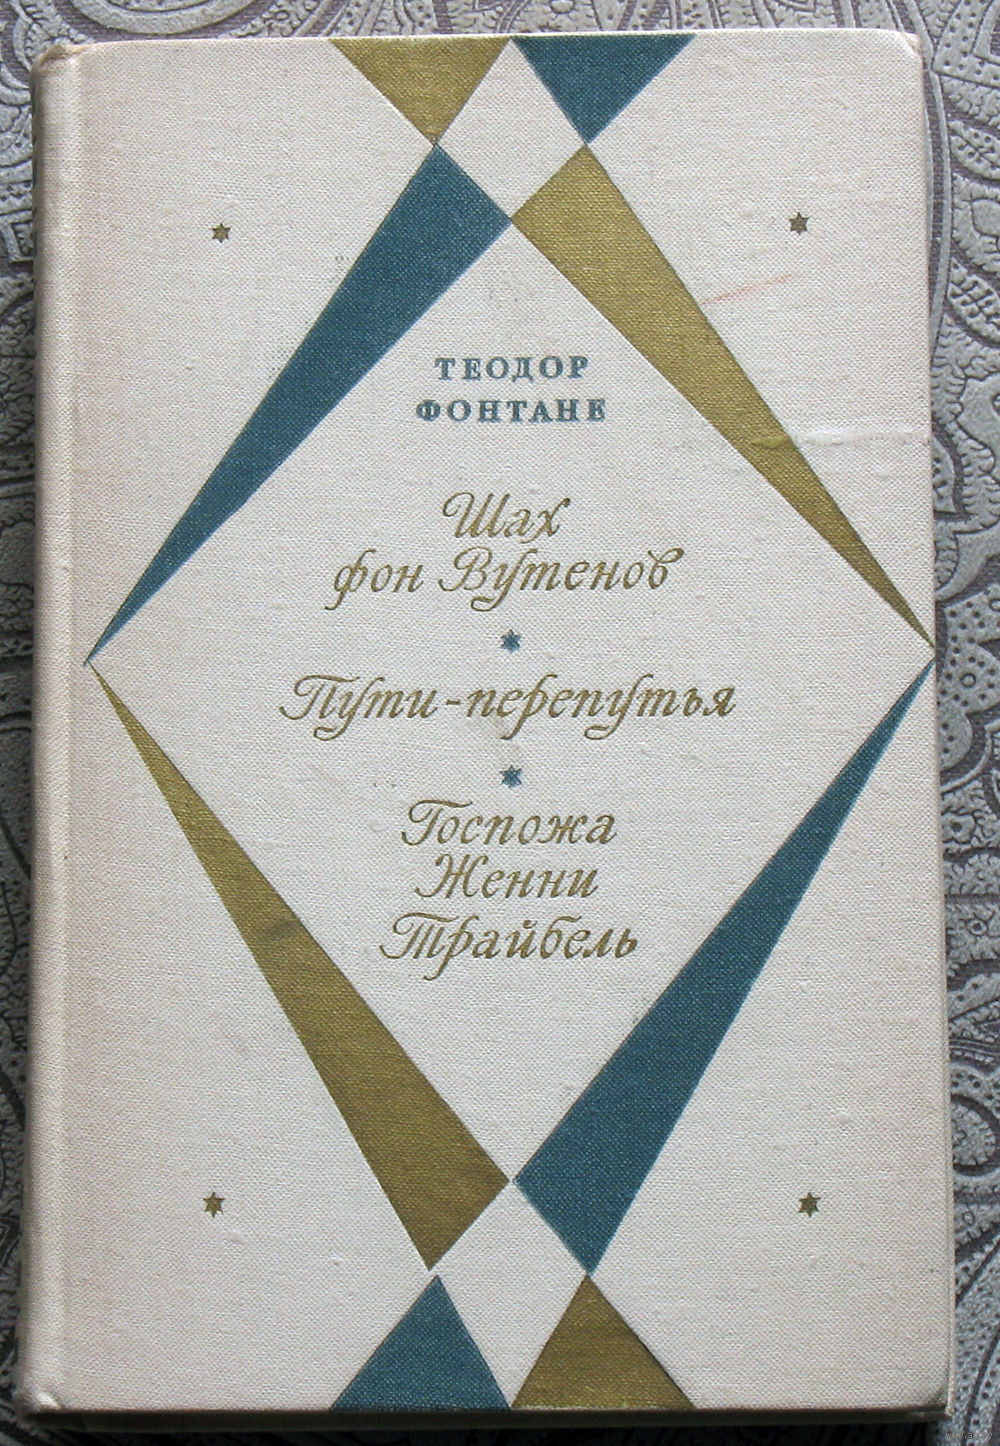 ТЕОДОР
ФОНТАНЕ
Шах
фон Вутенов
Пути-перепутья
Госпожа
Женни
Трайбель